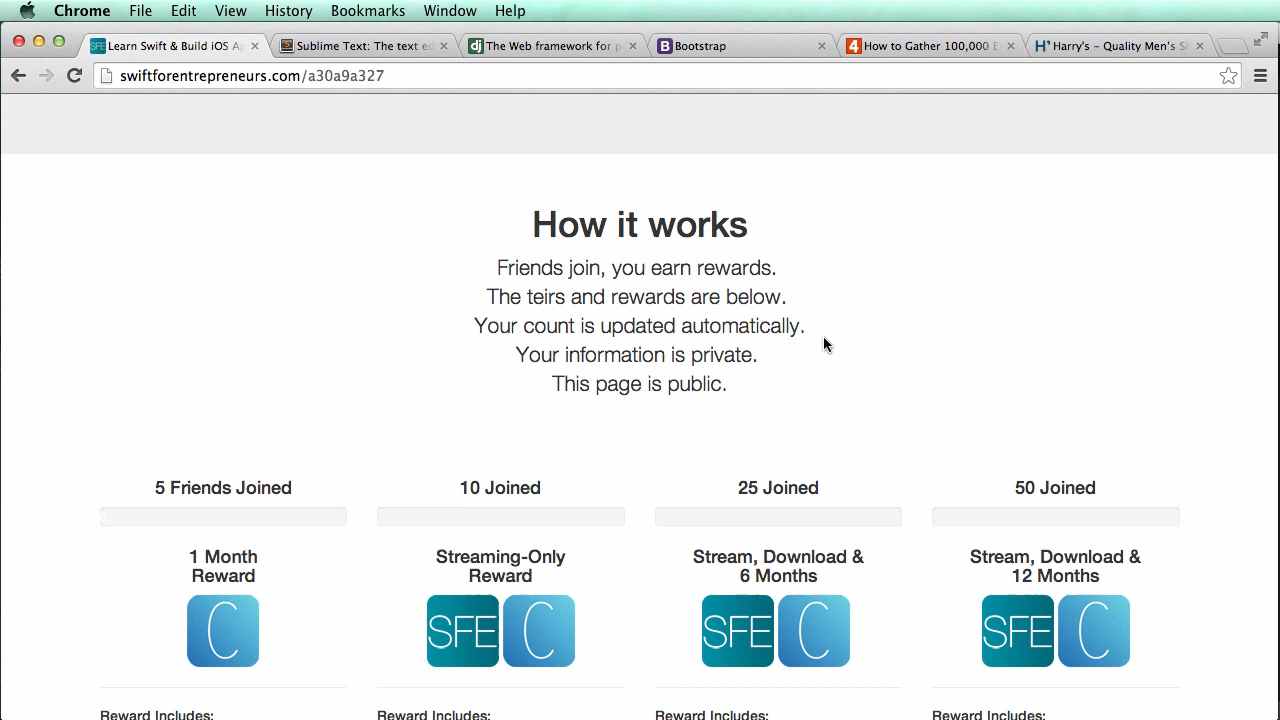 Chrome File Edit View History Bookmarks Window Help
Learn Swift & Build iOS Ap
Sublime Text: The text ed
The Web framework for p
Bootstrap
How to Gather 100,000 E
Harry's - Quality Men's S
swiftforentrepreneurs.com/a30a9a327
How it works
Friends join, you earn rewards.
The teirs and rewards are below.
Your count is updated automatically.
Your information is private.
This page is public.
5 Friends Joined 10 Joined 25 Joined 50 Joined
1 Month Streaming-Only Stream, Download & Stream, Download &
Reward Reward 6 Months 12 Months
C SFE C SFE C SFE C
Reward Includes: Reward Includes: Reward Includes: Reward Includes: